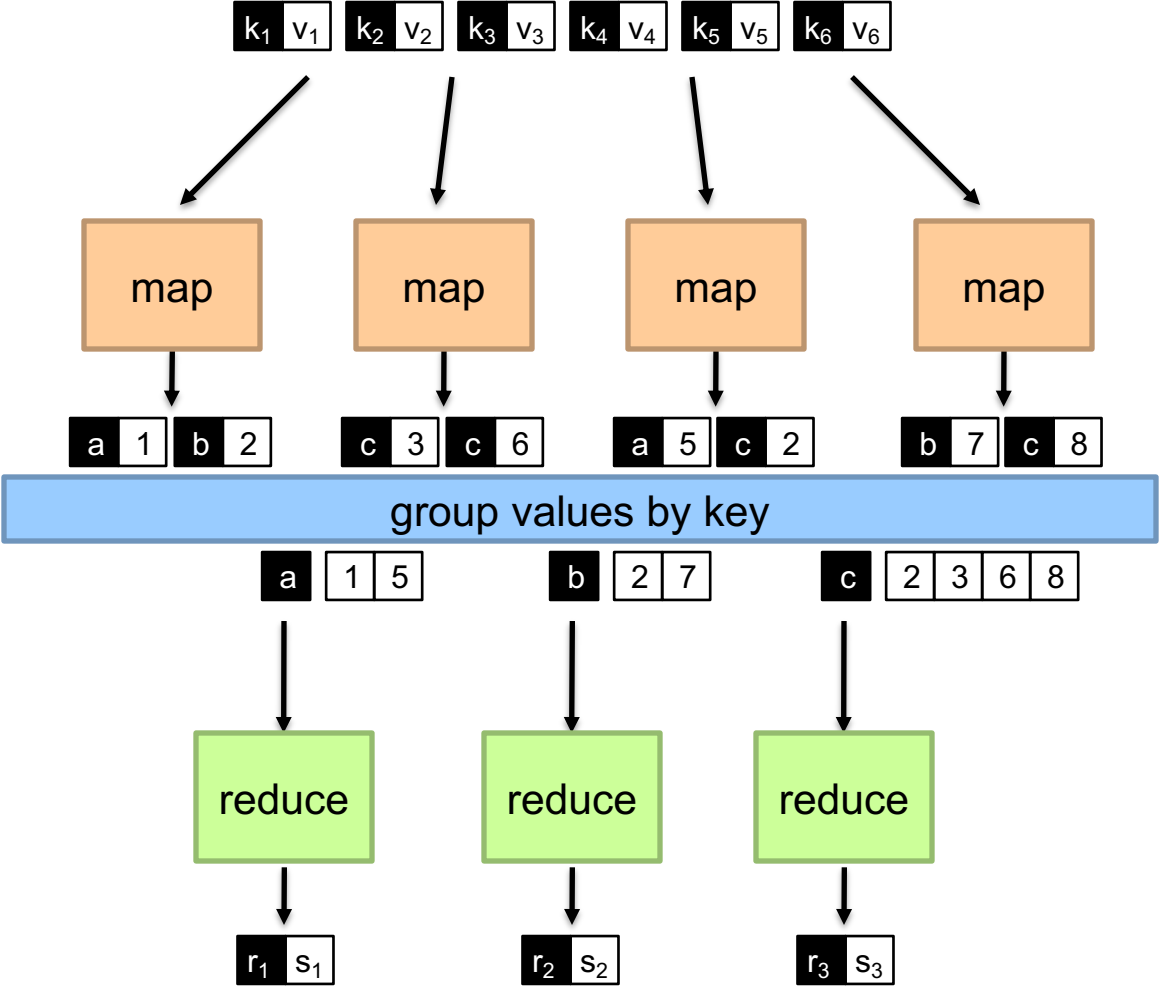 k₁ v₁ k₂ v₂ k₃ v₃ k₄ v₄ k₅ v₅ k₆ v₆
map map map map
a 1 b 2 c 3 c 6 a 5 c 2 b 7 c 8
group values by key
a 1 5 b 2 7 c 2 3 6 8
reduce reduce reduce
r₁ s₁ r₂ s₂ r₃ s₃